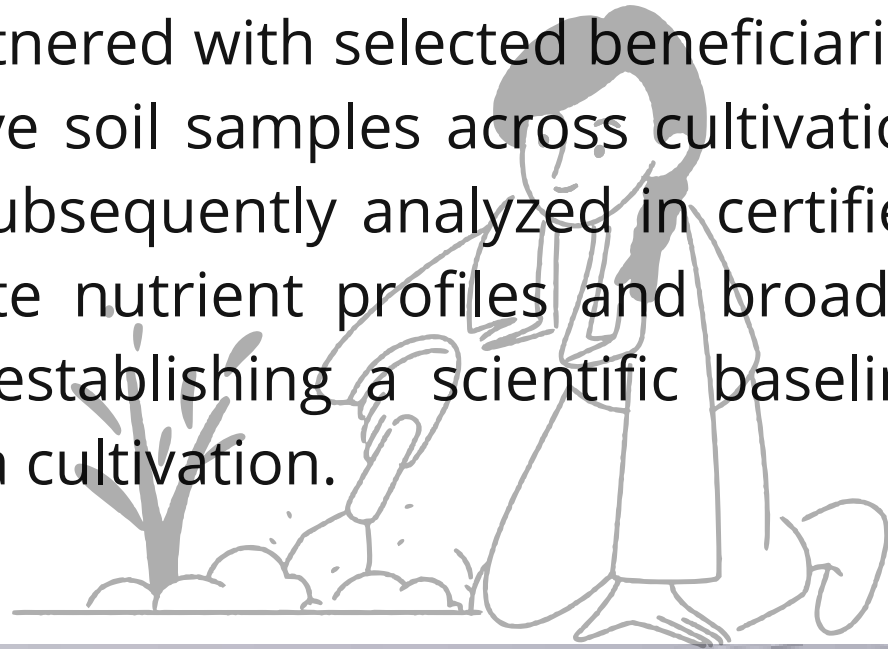 tnered with selected beneficiari
ve soil samples across cultivatio
ubsequently analyzed in certifie
te nutrient profiles and broad
establishing a scientific baselin
a cultivation.